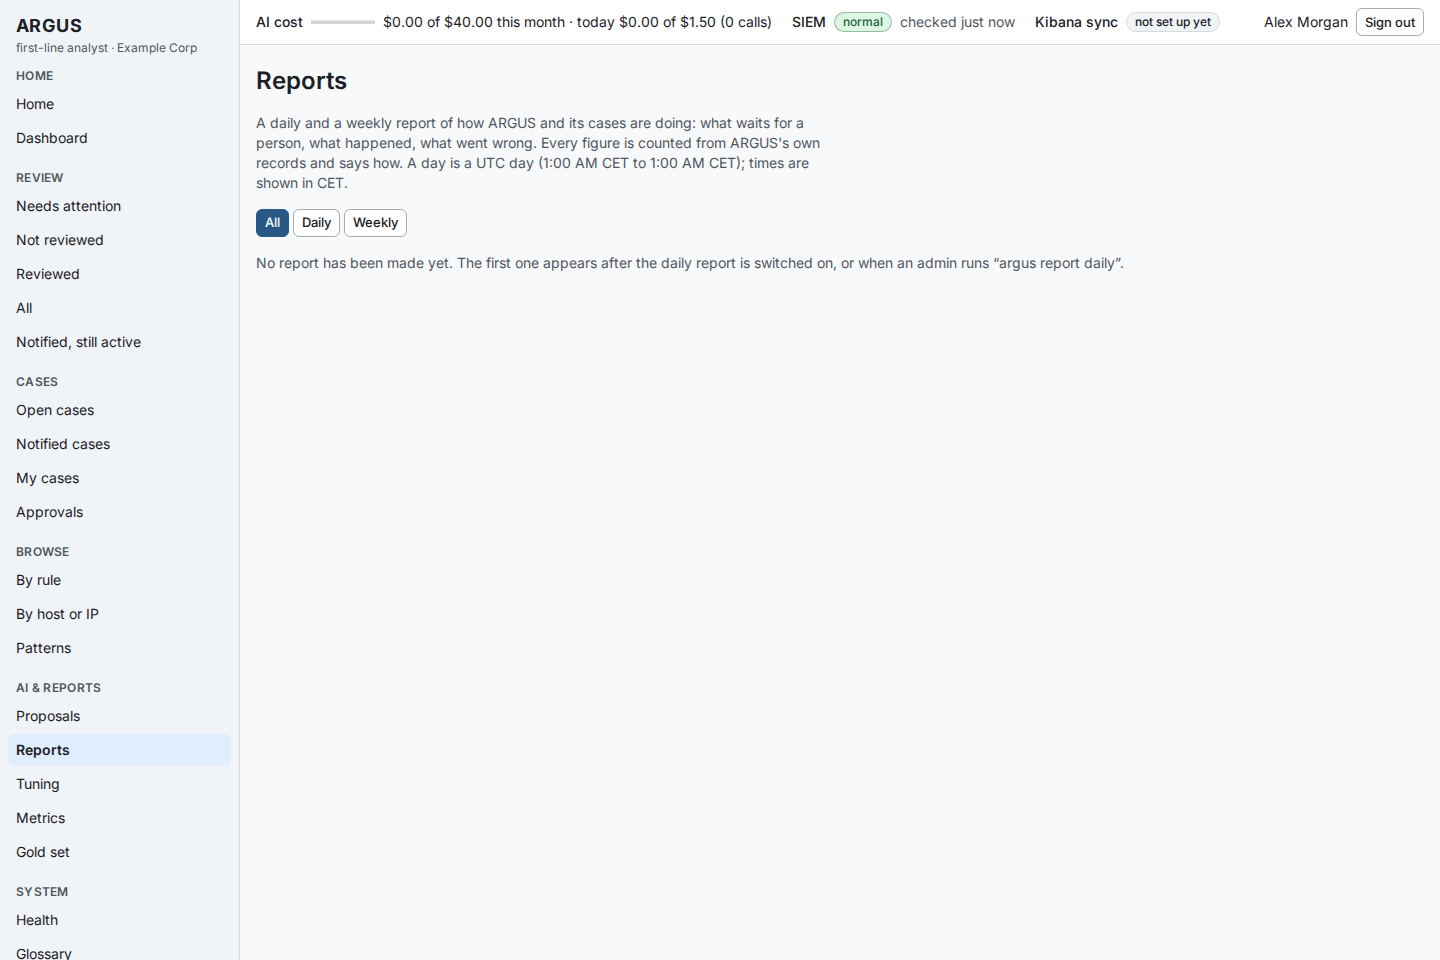 ARGUS
first-line analyst · Example Corp
HOME
Home
Dashboard
REVIEW
Needs attention
Not reviewed
Reviewed
All
Notified, still active
CASES
Open cases
Notified cases
My cases
Approvals
BROWSE
By rule
By host or IP
Patterns
AI & REPORTS
Proposals
Reports
Tuning
Metrics
Gold set
SYSTEM
Health
Glossary
AI cost $0.00 of $40.00 this month · today $0.00 of $1.50 (0 calls) SIEM normal checked just now Kibana sync not set up yet Alex Morgan Sign out
Reports
A daily and a weekly report of how ARGUS and its cases are doing: what waits for a
person, what happened, what went wrong. Every figure is counted from ARGUS's own
records and says how. A day is a UTC day (1:00 AM CET to 1:00 AM CET); times are
shown in CET.
All Daily Weekly
No report has been made yet. The first one appears after the daily report is switched on, or when an admin runs “argus report daily”.